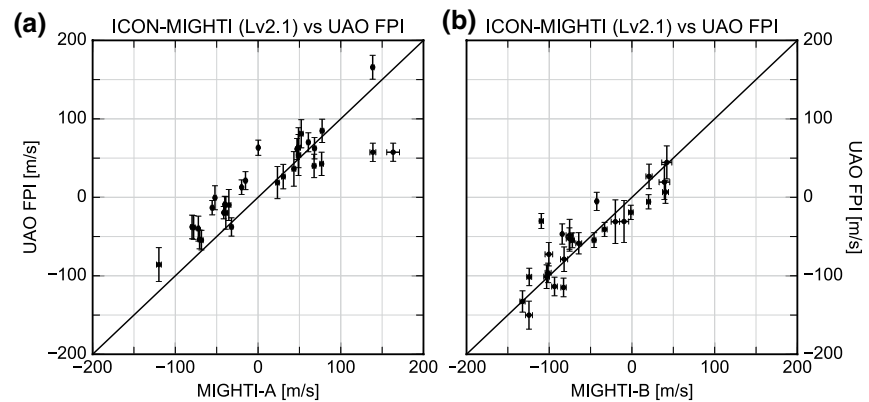 (a)
ICON-MIGHTI (Lv2.1) vs UAO FPI
200
100
0
−100
−200
UAO FPI [m/s]
−200
−100
0
100
200
MIGHTI-A [m/s]
(b)
ICON-MIGHTI (Lv2.1) vs UAO FPI
200
100
0
−100
−200
UAO FPI [m/s]
−200
−100
0
100
200
MIGHTI-B [m/s]